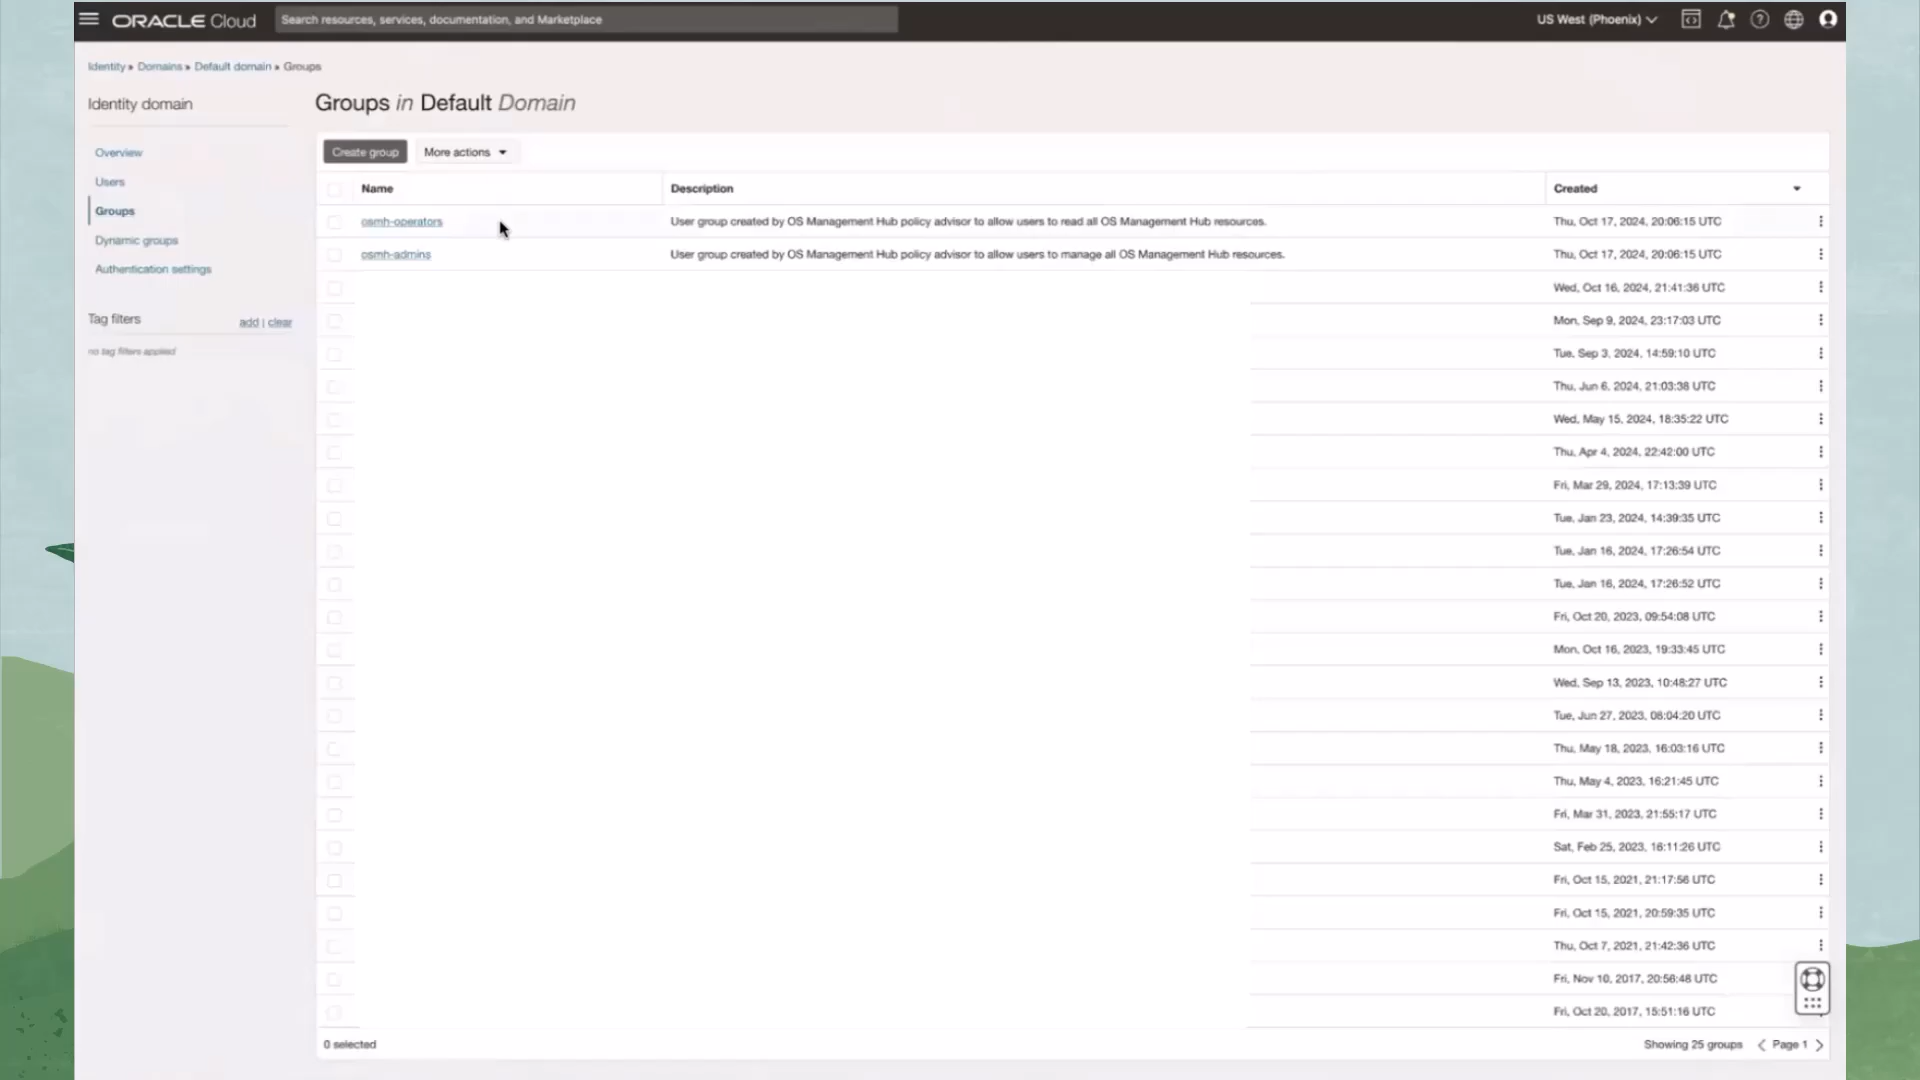 ORACLE Cloud
Search resources, services, documentation, and Marketplace
US West (Phoenix)
Identity » Domains » Default domain » Groups
Identity domain
Overview
Users
Groups
Dynamic groups
Authentication settings
Tag filters
add | clear
no tag filters applied
Groups in Default Domain
Create group
More actions
Name Description Created
osmh-operators User group created by OS Management Hub policy advisor to allow users to read all OS Management Hub resources. Thu, Oct 17, 2024, 20:06:15 UTC
osmh-admins User group created by OS Management Hub policy advisor to allow users to manage all OS Management Hub resources. Thu, Oct 17, 2024, 20:06:15 UTC
Wed, Oct 16, 2024, 21:41:36 UTC
Mon, Sep 9, 2024, 23:17:03 UTC
Tue, Sep 3, 2024, 14:59:10 UTC
Thu, Jun 6, 2024, 21:03:38 UTC
Wed, May 15, 2024, 18:35:22 UTC
Thu, Apr 4, 2024, 22:42:00 UTC
Fri, Mar 29, 2024, 17:13:39 UTC
Tue, Jan 23, 2024, 14:39:35 UTC
Tue, Jan 16, 2024, 17:26:54 UTC
Tue, Jan 16, 2024, 17:26:52 UTC
Fri, Oct 20, 2023, 09:54:08 UTC
Mon, Oct 16, 2023, 19:33:45 UTC
Wed, Sep 13, 2023, 10:48:27 UTC
Tue, Jun 27, 2023, 08:04:20 UTC
Thu, May 18, 2023, 16:03:16 UTC
Thu, May 4, 2023, 16:21:45 UTC
Fri, Mar 31, 2023, 21:55:17 UTC
Sat, Feb 25, 2023, 16:11:26 UTC
Fri, Oct 15, 2021, 21:17:56 UTC
Fri, Oct 15, 2021, 20:59:35 UTC
Thu, Oct 7, 2021, 21:42:36 UTC
Fri, Nov 10, 2017, 20:56:48 UTC
Fri, Oct 20, 2017, 15:51:16 UTC
0 selected
Showing 25 groups < Page 1 >